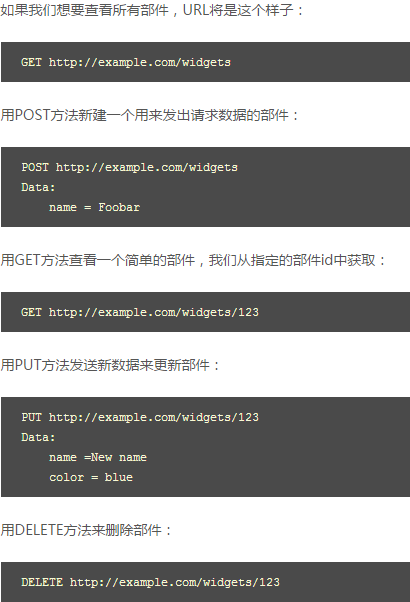 如果我们想要查看所有部件，URL将是这个样子：
GET http://example.com/widgets
用POST方法新建一个用来发出请求数据的部件：
POST http://example.com/widgets
Data:
    name = Foobar
用GET方法查看一个简单的部件，我们从指定的部件id中获取：
GET http://example.com/widgets/123
用PUT方法发送新数据来更新部件：
PUT http://example.com/widgets/123
Data:
    name =New name
    color = blue
用DELETE方法来删除部件：
DELETE http://example.com/widgets/123